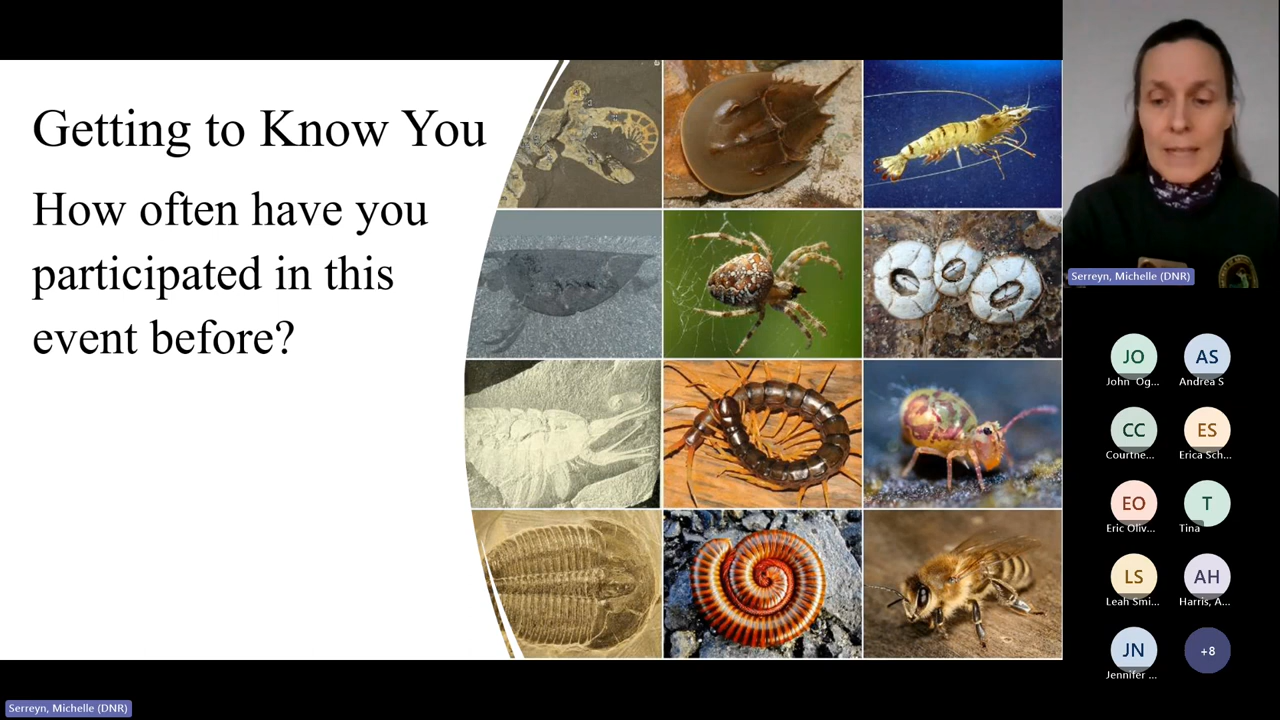 Getting to Know You
How often have you
participated in this
event before?
Serreyn, Michelle (DNR)
JO
AS
John Og...
Andrea S
CC
ES
Courtne...
Erica Sch...
EO
T
Eric Oliv...
Tina
LS
AH
Leah Smi...
Harris, A...
JN
+8
Jennifer ...
Serreyn, Michelle (DNR)